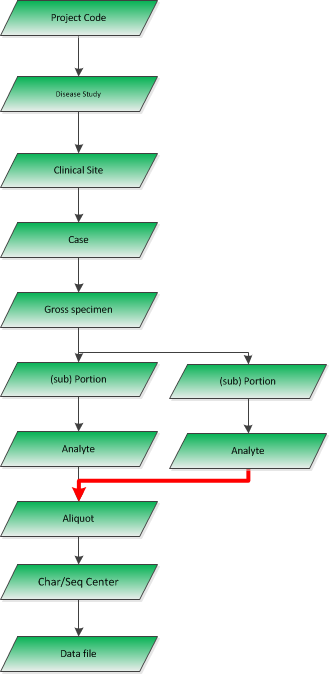 Project Code
Disease Study
Clinical Site
Case
Gross specimen
(sub) Portion
(sub) Portion
Analyte
Analyte
Aliquot
Char/Seq Center
Data file